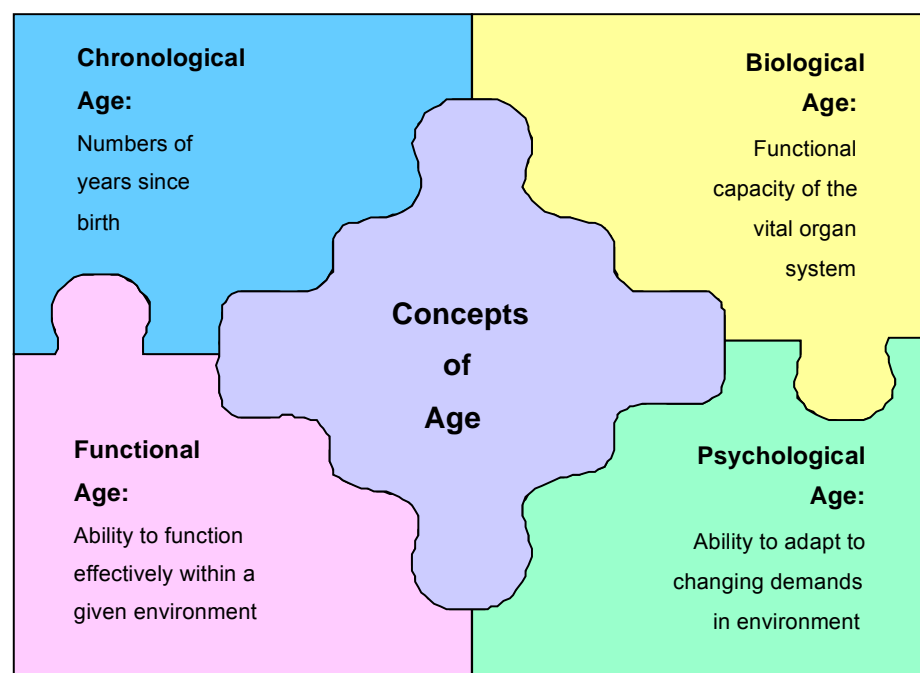 Chronological
Age:
Numbers of
years since
birth
Biological
Age:
Functional
capacity of the
vital organ
system
Concepts
of
Age
Functional
Age:
Ability to function
effectively within a
given environment
Psychological
Age:
Ability to adapt to
changing demands
in environment